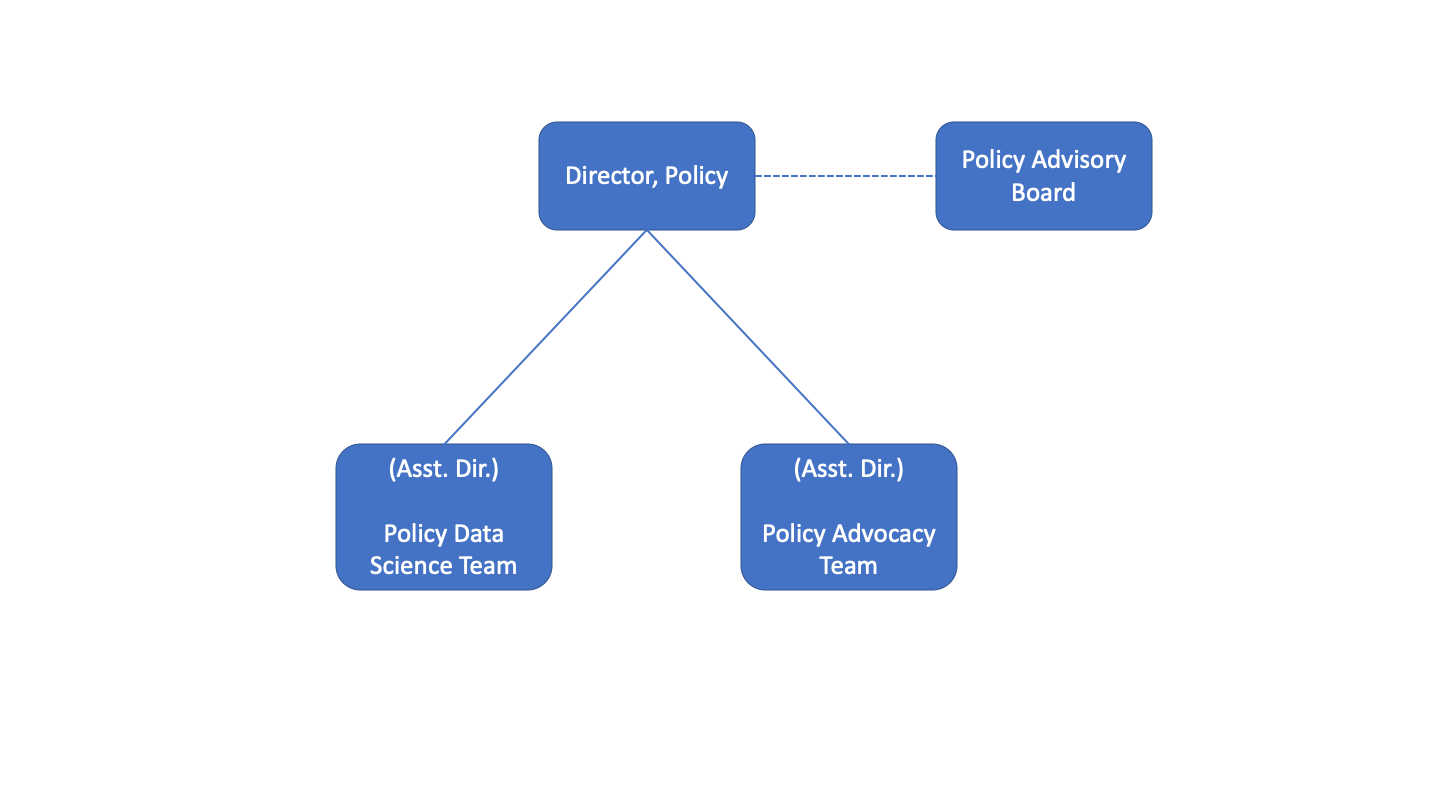 Director, Policy
Policy Advisory
Board
(Asst. Dir.)
Policy Data
Science Team
(Asst. Dir.)
Policy Advocacy
Team